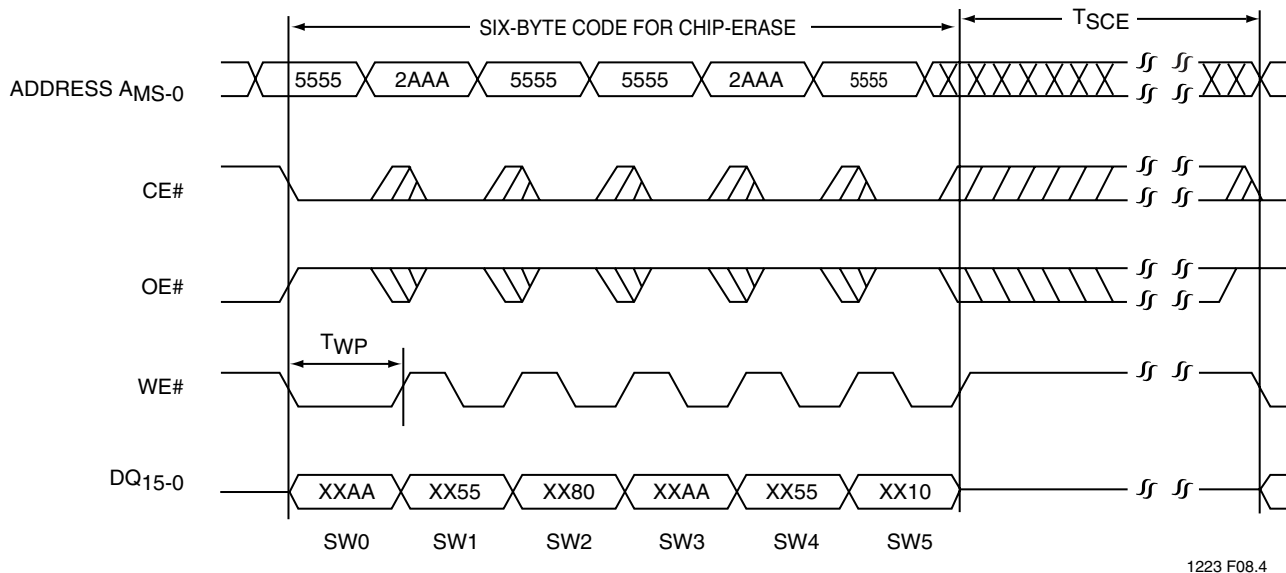 SIX-BYTE CODE FOR CHIP-ERASE
TSCE
ADDRESS AMS-0
5555 2AAA 5555 5555 2AAA 5555
CE#
OE#
TWP
WE#
DQ15-0
XXAA XX55 XX80 XXAA XX55 XX10
SW0 SW1 SW2 SW3 SW4 SW5
1223 F08.4